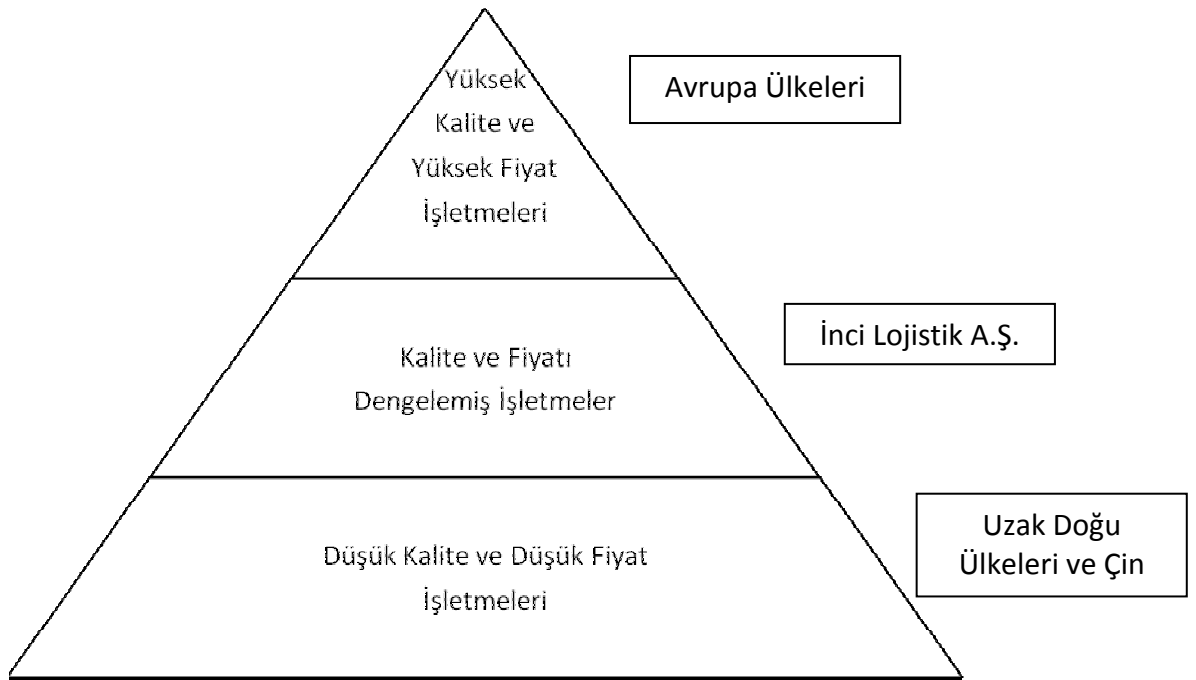 Yüksek
Kalite ve
Yüksek Fiyat
İşletmeleri
Avrupa Ülkeleri
Kalite ve Fiyatı
Dengelemiş İşletmeler
İnci Lojistik A.Ş.
Düşük Kalite ve Düşük Fiyat
İşletmeleri
Uzak Doğu
Ülkeleri ve Çin